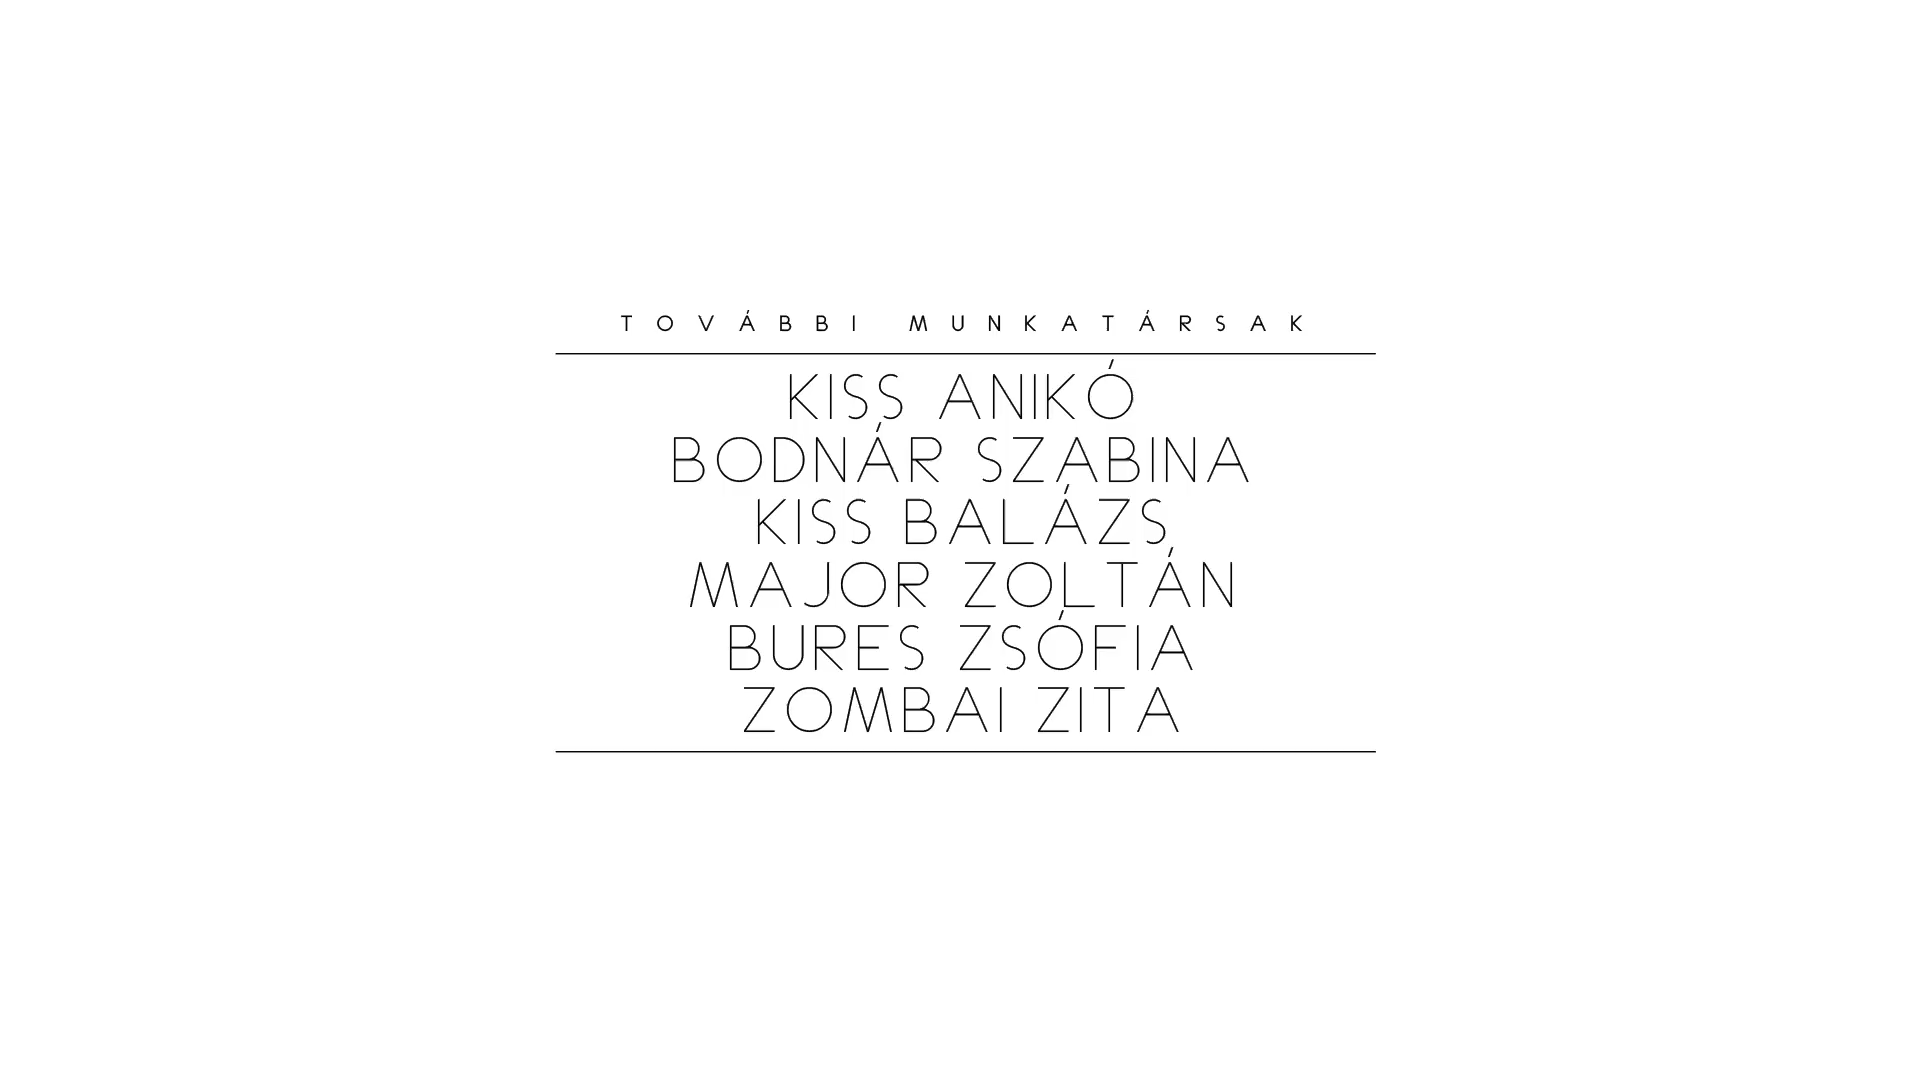 TOVÁBBI MUNKATÁRSAK
KISS ANIKÓ
BODNÁR SZABINA
KISS BALÁZS
MAJOR ZOLTÁN
BURES ZSÓFIA
ZOMBAI ZITA